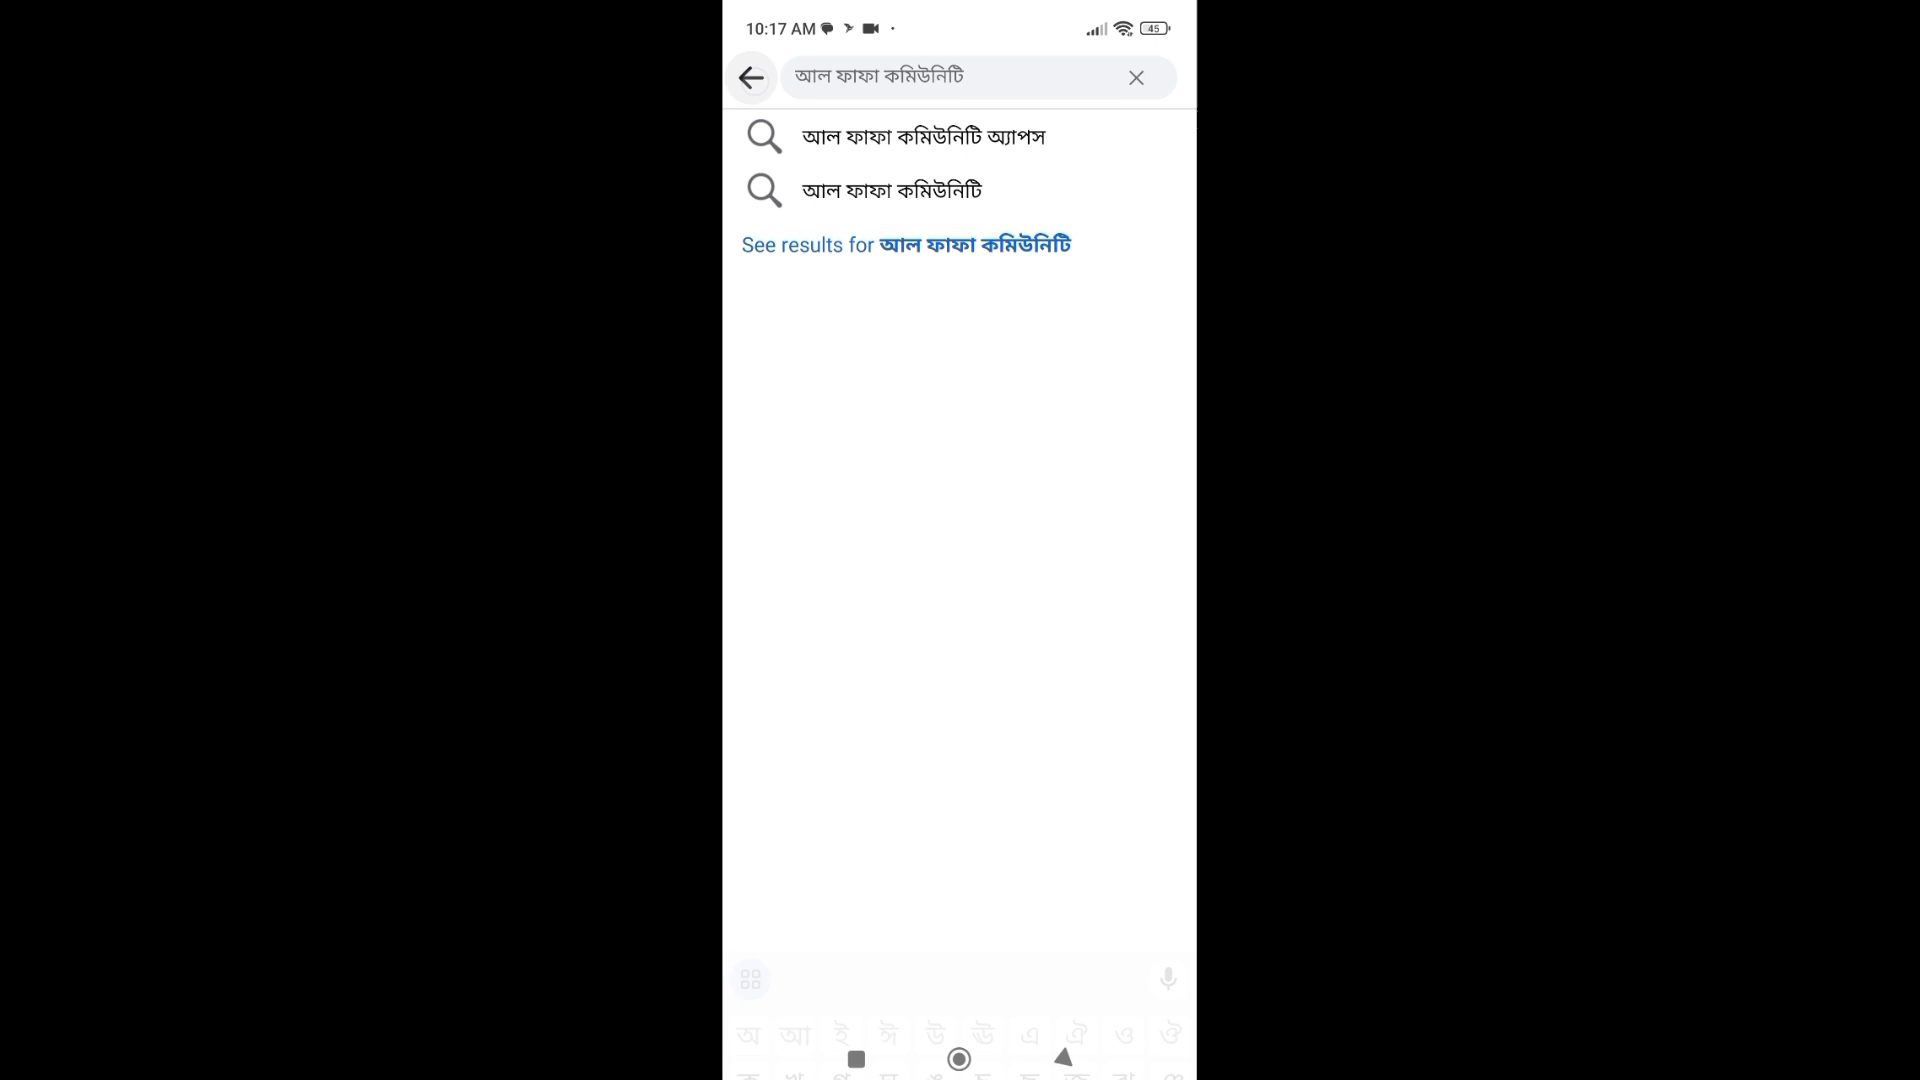 10:17 AM
45
আল ফাফা কমিউনিটি
আল ফাফা কমিউনিটি অ্যাপস
আল ফাফা কমিউনিটি
See results for আল ফাফা কমিউনিটি
অ আ ই ঈ উ ঊ এ ঐ ও ঔ